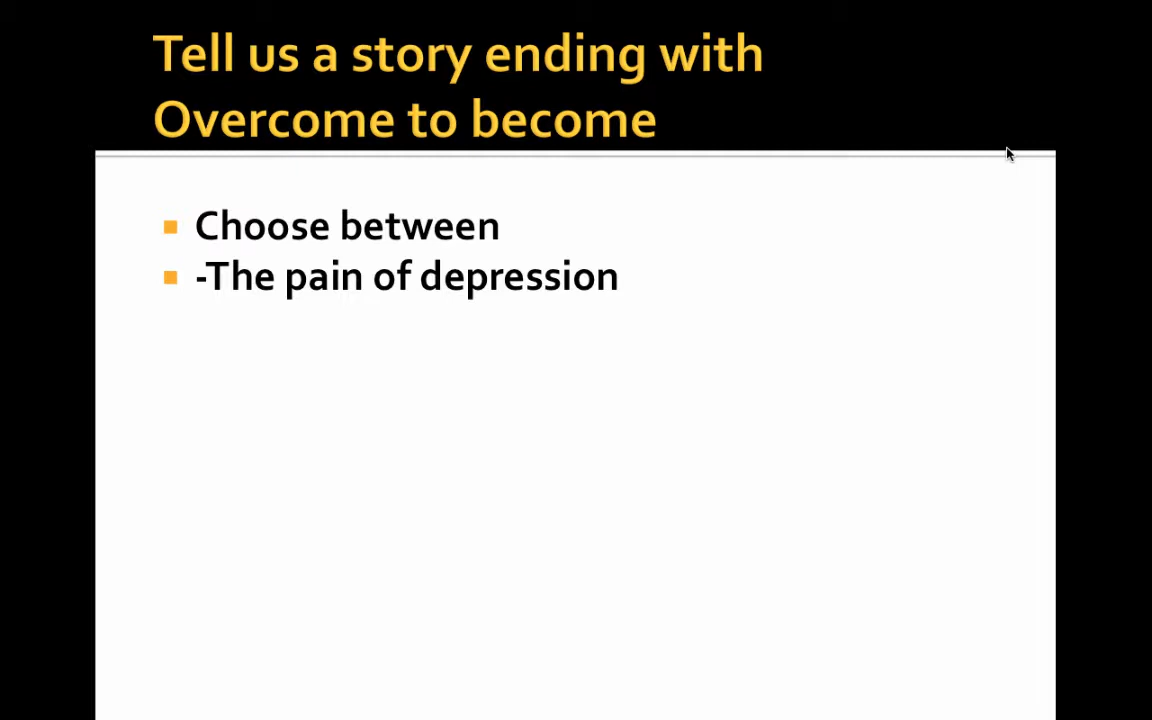 Tell us a story ending with
Overcome to become
Choose between
-The pain of depression